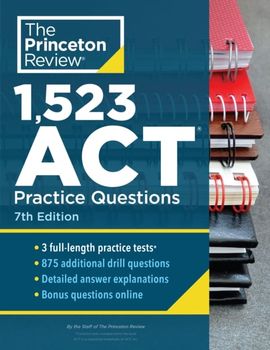 The
Princeton
Review®
1,523
ACT®
Practice Questions
7th Edition
• 3 full-length practice tests*
• 875 additional drill questions
• Detailed answer explanations
• Bonus questions online
By the Staff of The Princeton Review